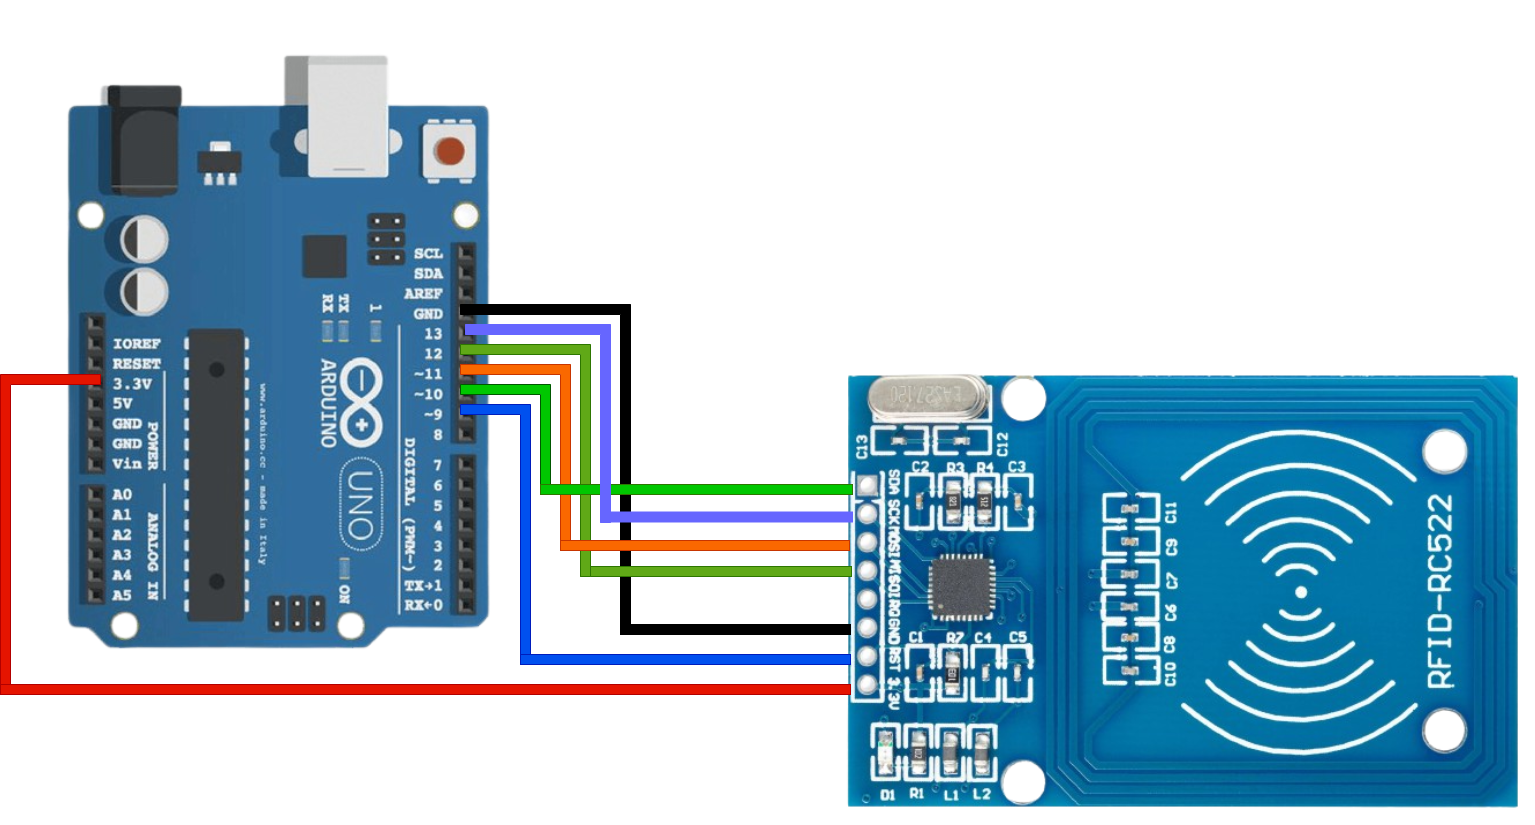 SCL
SDA
AREF
GND
13
12
~11
~10
~9
8
7
6
5
4
3
2
TX→1
RX←0
DIGITAL (PWM~)
IOREF
RESET
3.3V
5V
GND
GND
Vin
POWER
A0
A1
A2
A3
A4
A5
ANALOG IN
RX
TX
1
ARDUINO
UNO
ON
www.arduino.cc - made in Italy
C13
C12
C2
R3
R4
C3
SDA
SCK
MOSI
MISO
IRQ
GND
RST
3.3V
C1
R7
C4
C5
D1
R1
L1
L2
C11
C9
C7
C6
C8
C10
RFID-RC522